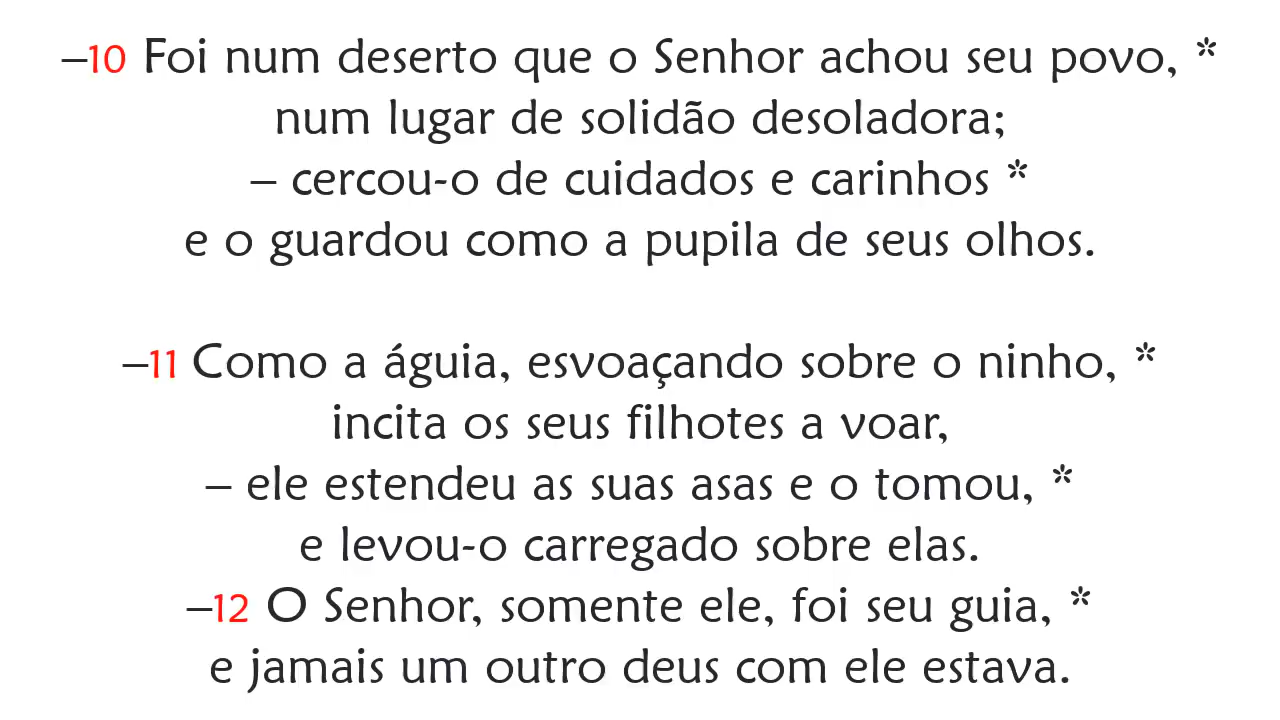 –10 Foi num deserto que o Senhor achou seu povo, *
num lugar de solidão desoladora;
– cercou-o de cuidados e carinhos *
e o guardou como a pupila de seus olhos.
–11 Como a águia, esvoaçando sobre o ninho, *
incita os seus filhotes a voar,
– ele estendeu as suas asas e o tomou, *
e levou-o carregado sobre elas.
–12 O Senhor, somente ele, foi seu guia, *
e jamais um outro deus com ele estava.